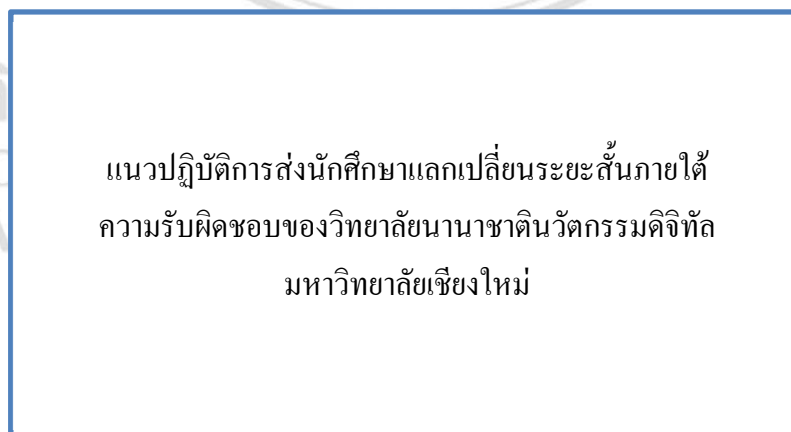 แนวปฏิบัติการส่งนักศึกษาแลกเปลี่ยนระยะสั้นภายใต้
ความรับผิดชอบของวิทยาลัยนานาชาตินวัตกรรมดิจิทัล
มหาวิทยาลัยเชียงใหม่